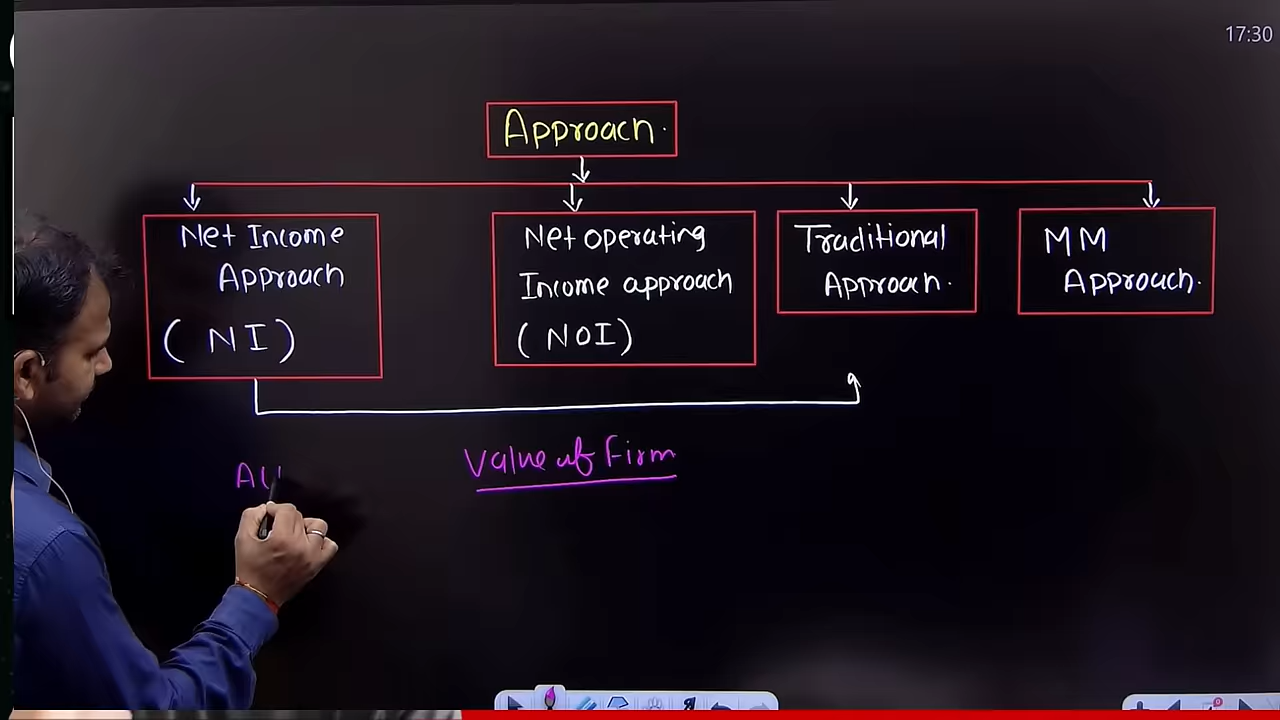 17:30
Approach.
Net Income
Approach
(NI)
Net operating
Income approach
(NOI)
Traditional
Approach.
MM
Approach.
Value of Firm